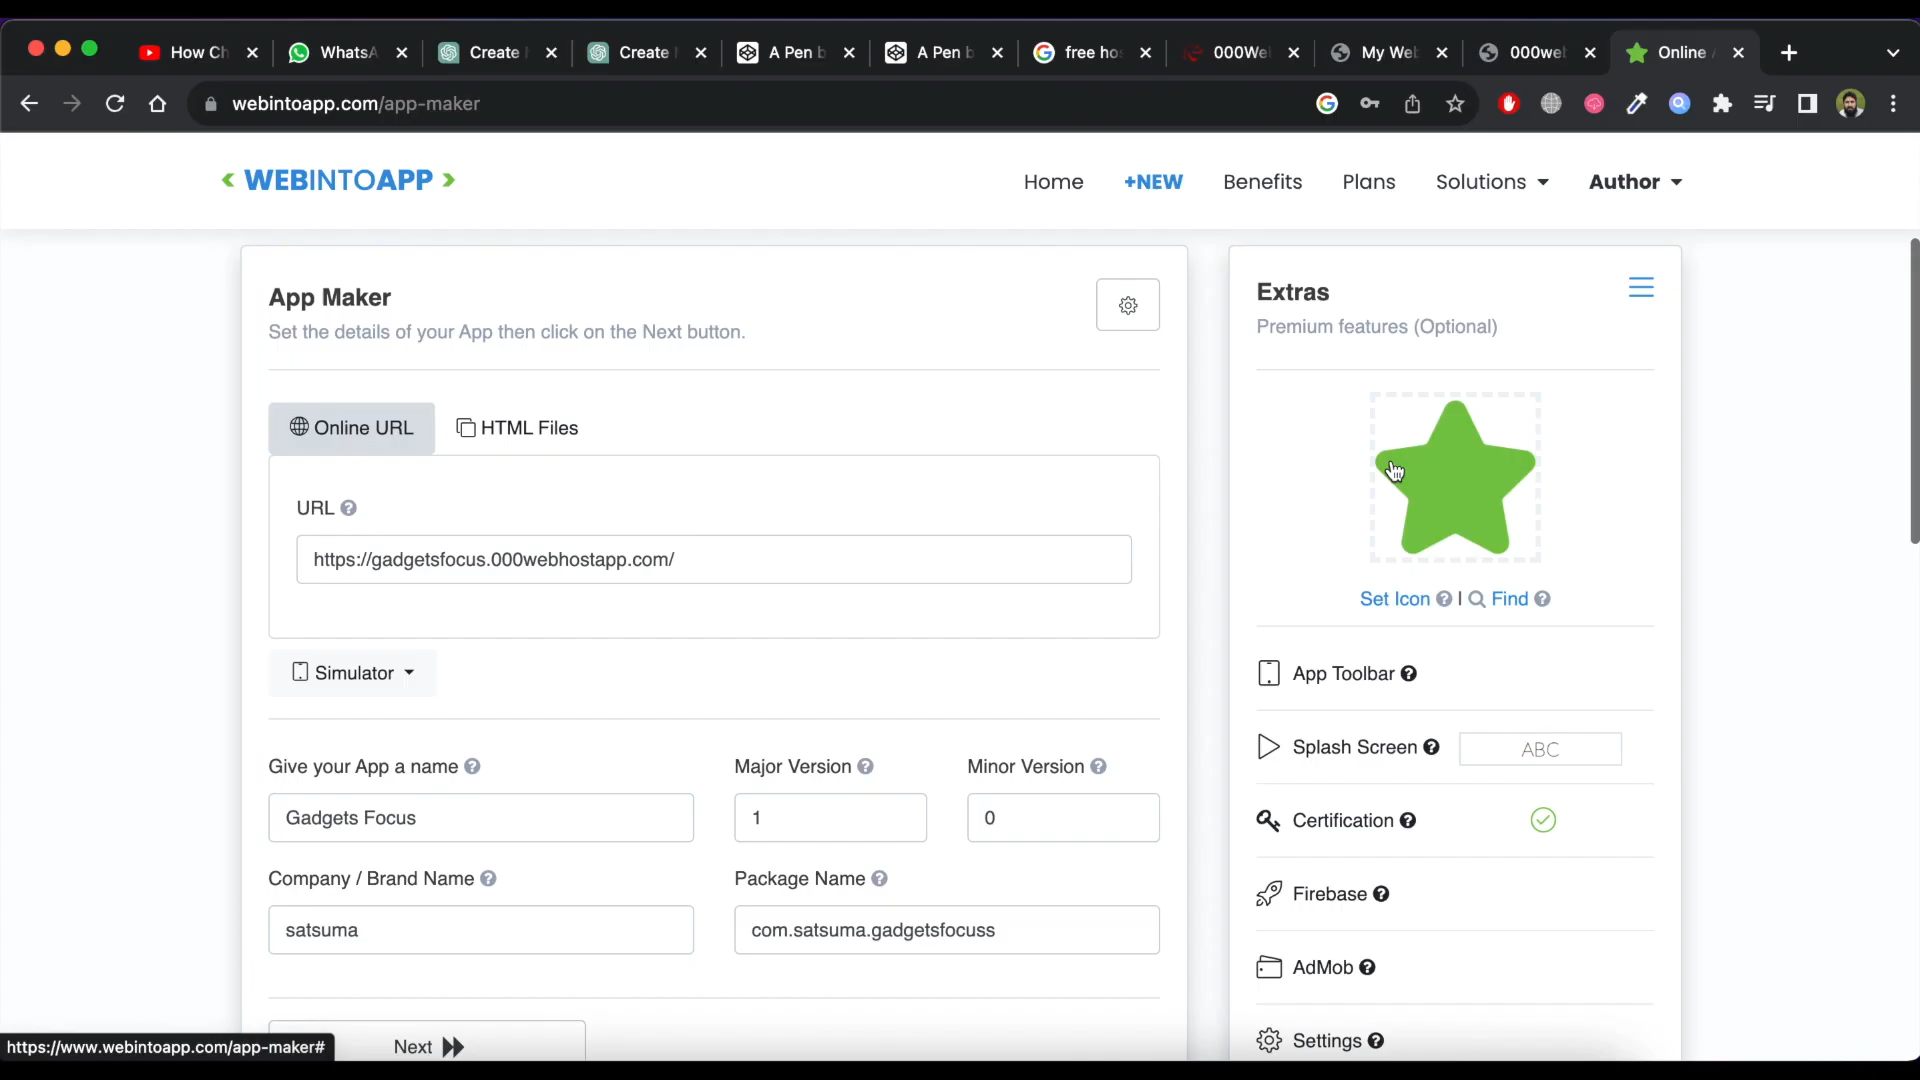 How Ch
WhatsA
Create
Create
A Pen b
A Pen b
free hos
000Web
My Web
000web
Online
webintoapp.com/app-maker
WEBINTOAPP
Home
+NEW
Benefits
Plans
Solutions
Author
App Maker
Set the details of your App then click on the Next button.
Online URL
HTML Files
URL
https://gadgetsfocus.000webhostapp.com/
Simulator
Give your App a name
Major Version
Minor Version
Gadgets Focus
1
0
Company / Brand Name
Package Name
satsuma
com.satsuma.gadgetsfocuss
Next
Extras
Premium features (Optional)
Set Icon | Find
App Toolbar
Splash Screen
ABC
Certification
Firebase
AdMob
Settings
https://www.webintoapp.com/app-maker#